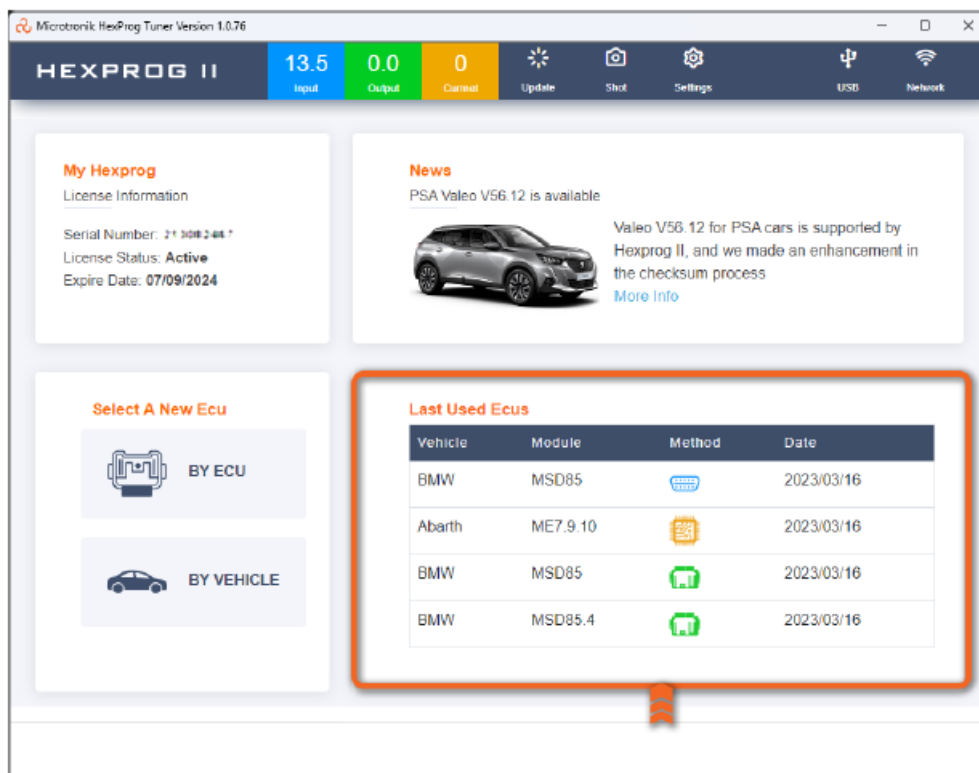 Microtronik HexProg Tuner Version 1.0.76
HEXPROG II
13.5
Input
0.0
Output
0
Current
Update
Shot
Settings
USB
Network
My Hexprog
License Information
Serial Number:
License Status: Active
Expire Date: 07/09/2024
News
PSA Valeo V56.12 is available
Valeo V56.12 for PSA cars is supported by
Hexprog II, and we made an enhancement in
the checksum process
More Info
Select A New Ecu
BY ECU
BY VEHICLE
Last Used Ecus
Vehicle Module Method Date
BMW MSD85 2023/03/16
Abarth ME7.9.10 2023/03/16
BMW MSD85 2023/03/16
BMW MSD85.4 2023/03/16